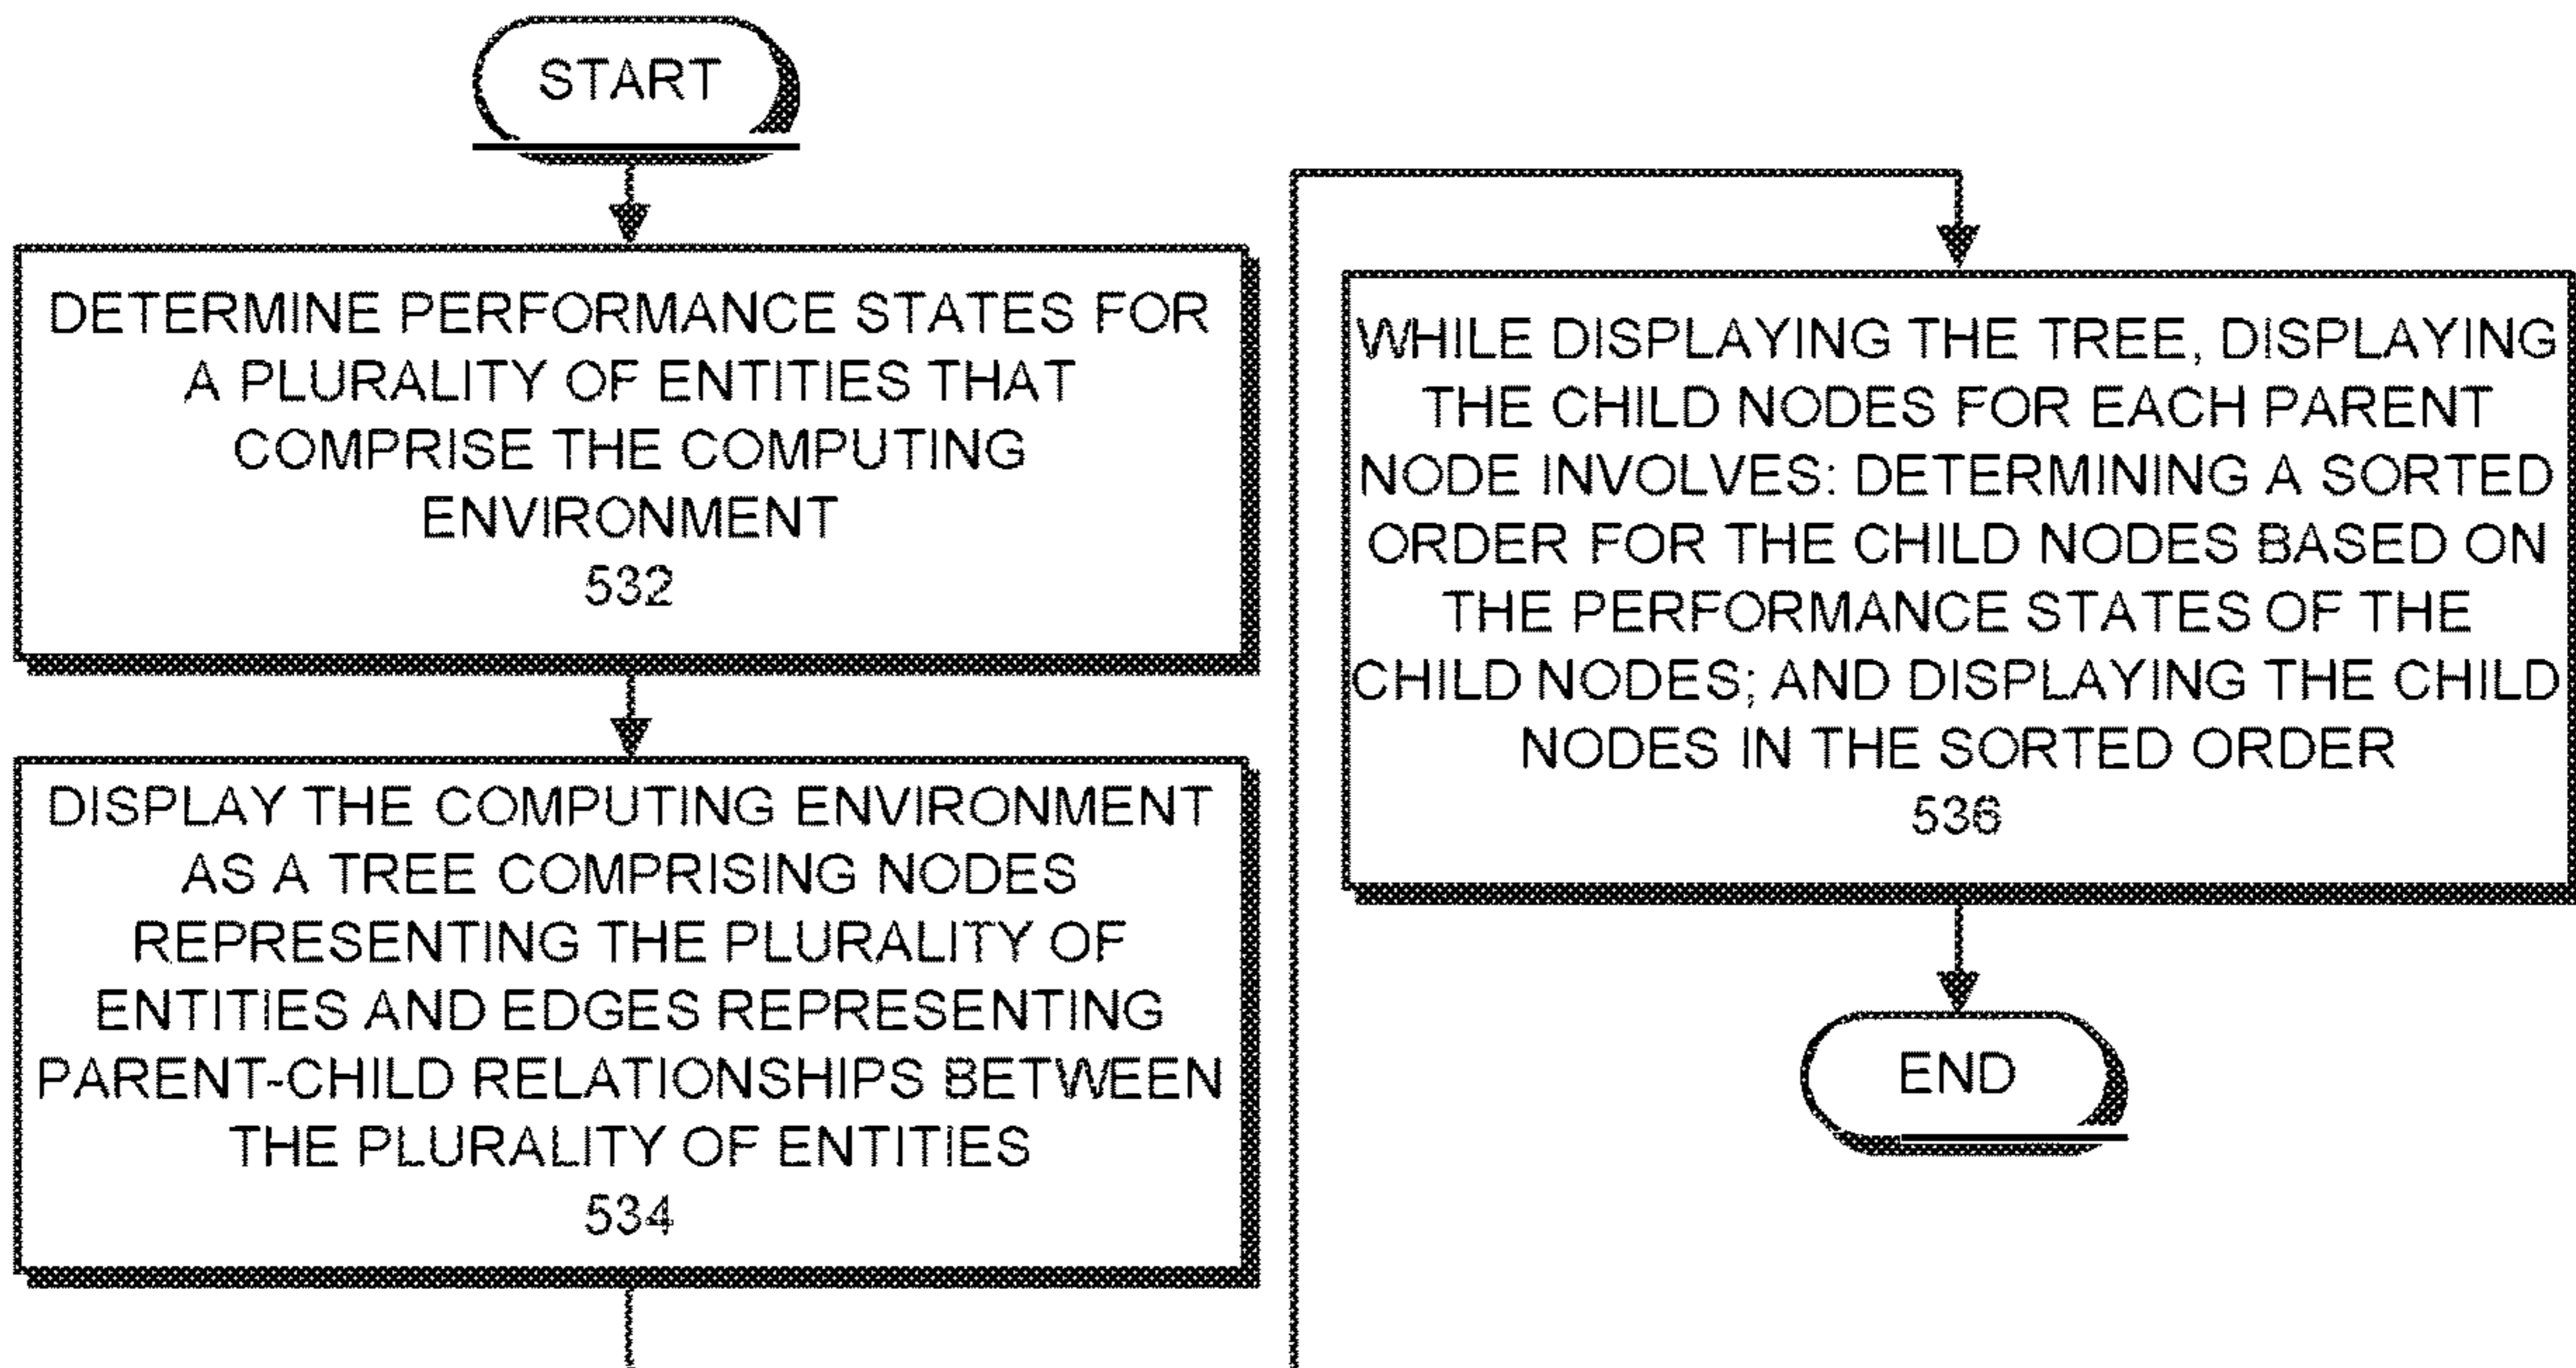 START
DETERMINE PERFORMANCE STATES FOR
A PLURALITY OF ENTITIES THAT
COMPRISE THE COMPUTING
ENVIRONMENT
532
DISPLAY THE COMPUTING ENVIRONMENT
AS A TREE COMPRISING NODES
REPRESENTING THE PLURALITY OF
ENTITIES AND EDGES REPRESENTING
PARENT-CHILD RELATIONSHIPS BETWEEN
THE PLURALITY OF ENTITIES
534
WHILE DISPLAYING THE TREE, DISPLAYING
THE CHILD NODES FOR EACH PARENT
NODE INVOLVES: DETERMINING A SORTED
ORDER FOR THE CHILD NODES BASED ON
THE PERFORMANCE STATES OF THE
CHILD NODES; AND DISPLAYING THE CHILD
NODES IN THE SORTED ORDER
536
END